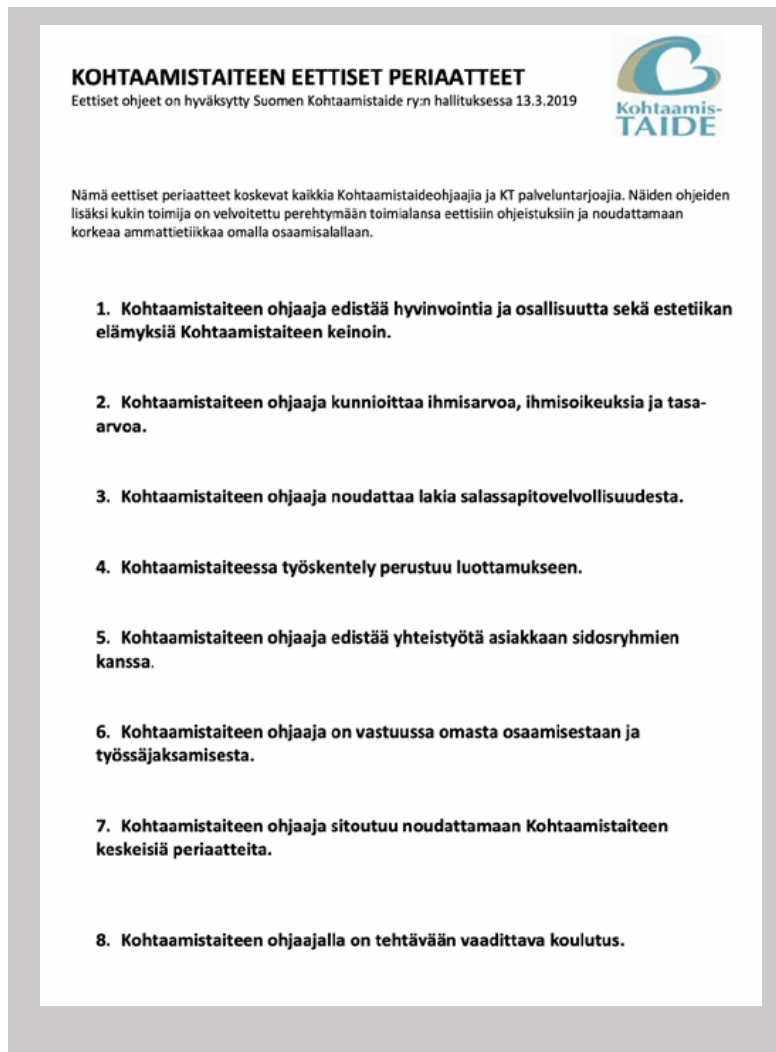 KOHTAAMISTAITEEN EETTISET PERIAATTEET
Eettiset ohjeet on hyväksytty Suomen Kohtaamistaide ry:n hallituksessa 13.3.2019
Kohtaamis-
TAIDE
Nämä eettiset periaatteet koskevat kaikkia Kohtaamistaideohjaajia ja KT palveluntarjoajia. Näiden ohjeiden
lisäksi kukin toimija on velvoitettu perehtymään toimialansa eettisiin ohjeistuksiin ja noudattamaan
korkeaa ammattietiikkaa omalla osaamisalallaan.
1. Kohtaamistaiteen ohjaaja edistää hyvinvointia ja osallisuutta sekä estetiikan
elämyksiä Kohtaamistaiteen keinoin.
2. Kohtaamistaiteen ohjaaja kunnioittaa ihmisarvoa, ihmisoikeuksia ja tasa-
arvoa.
3. Kohtaamistaiteen ohjaaja noudattaa lakia salassapitovelvollisuudesta.
4. Kohtaamistaiteessa työskentely perustuu luottamukseen.
5. Kohtaamistaiteen ohjaaja edistää yhteistyötä asiakkaan sidosryhmien
kanssa.
6. Kohtaamistaiteen ohjaaja on vastuussa omasta osaamisestaan ja
työssäjaksamisesta.
7. Kohtaamistaiteen ohjaaja sitoutuu noudattamaan Kohtaamistaiteen
keskeisiä periaatteita.
8. Kohtaamistaiteen ohjaajalla on tehtävään vaadittava koulutus.